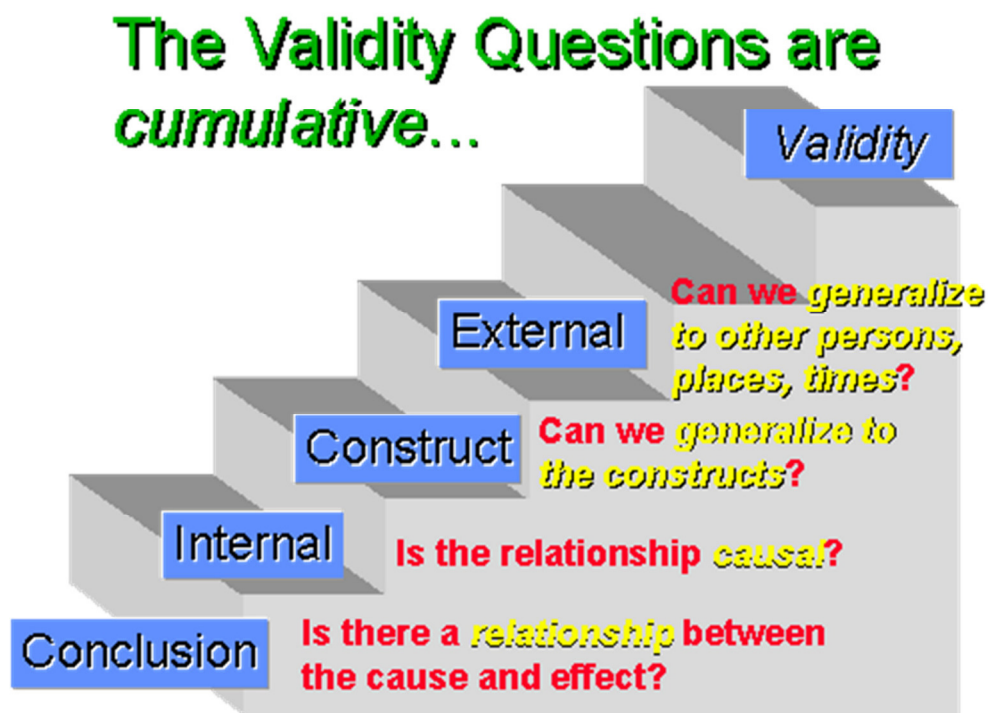 The Validity Questions are
cumulative...
Validity
External
Can we generalize
to other persons,
places, times?
Construct
Can we generalize to
the constructs?
Internal
Is the relationship causal?
Conclusion
Is there a relationship between
the cause and effect?